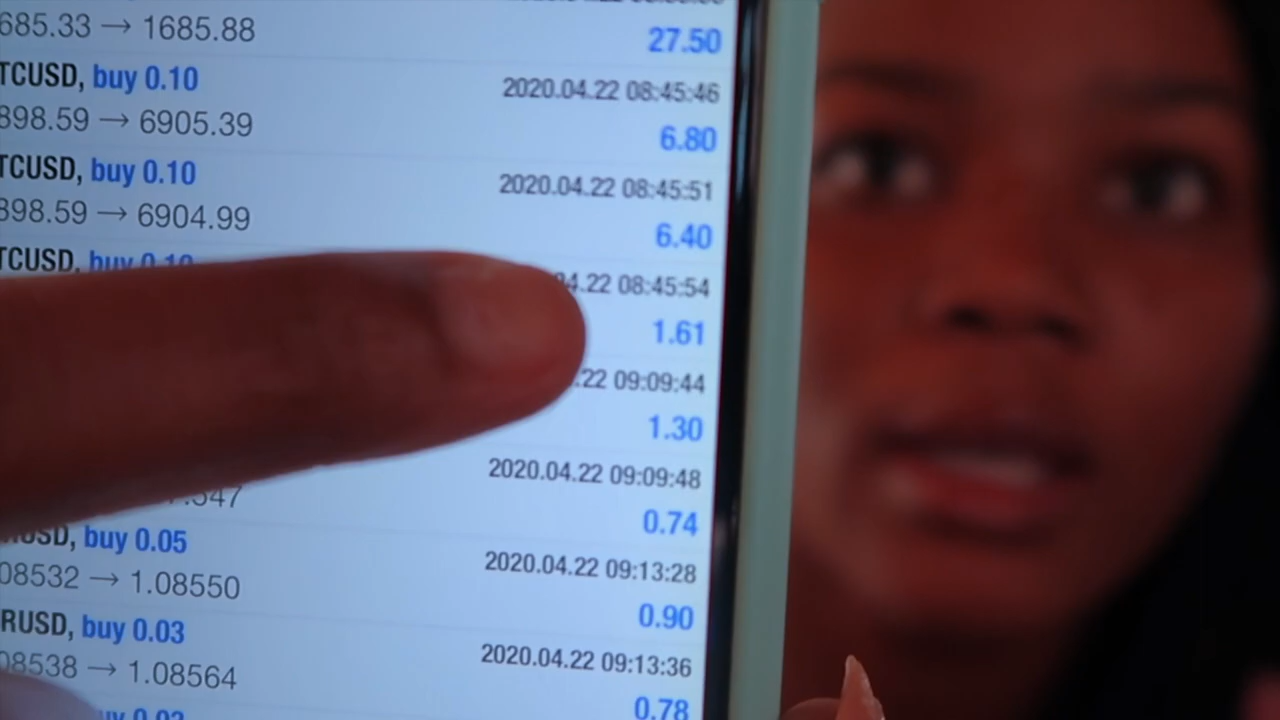 685.33 → 1685.88
27.50
TCUSD, buy 0.10
2020.04.22 08:45:46
898.59 → 6905.39
6.80
TCUSD, buy 0.10
2020.04.22 08:45:51
898.59 → 6904.99
6.40
TCUSD, buy 0.10
04.22 08:45:54
1.61
.22 09:09:44
1.30
2020.04.22 09:09:48
.547
0.74
USD, buy 0.05
2020.04.22 09:13:28
08532 → 1.08550
0.90
RUSD, buy 0.03
2020.04.22 09:13:36
08538 → 1.08564
0.78